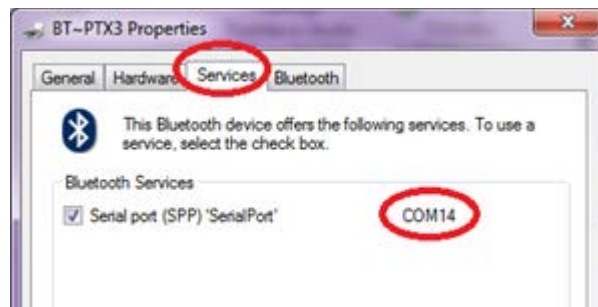 BT~PTX3 Properties
General Hardware Services Bluetooth
This Bluetooth device offers the following services. To use a
service, select the check box.
Bluetooth Services
Serial port (SPP) 'SerialPort' COM14